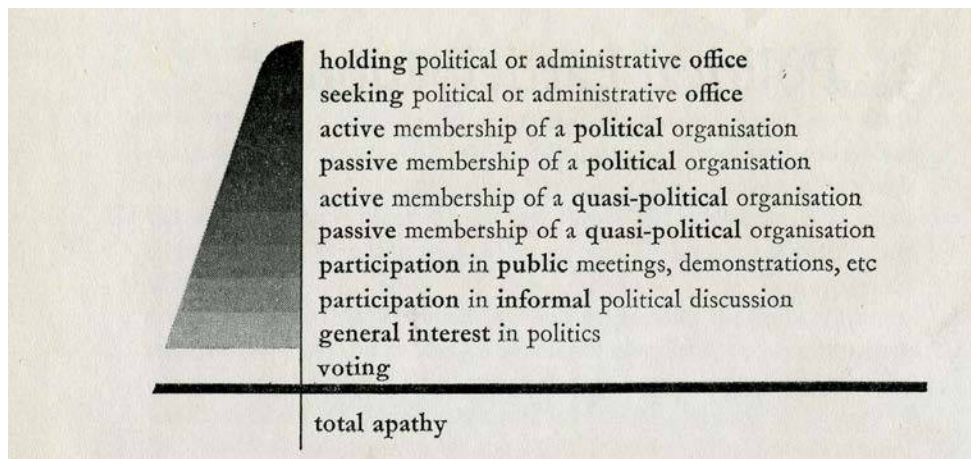 holding political or administrative office
seeking political or administrative office
active membership of a political organisation
passive membership of a political organisation
active membership of a quasi-political organisation
passive membership of a quasi-political organisation
participation in public meetings, demonstrations, etc
participation in informal political discussion
general interest in politics
voting
total apathy